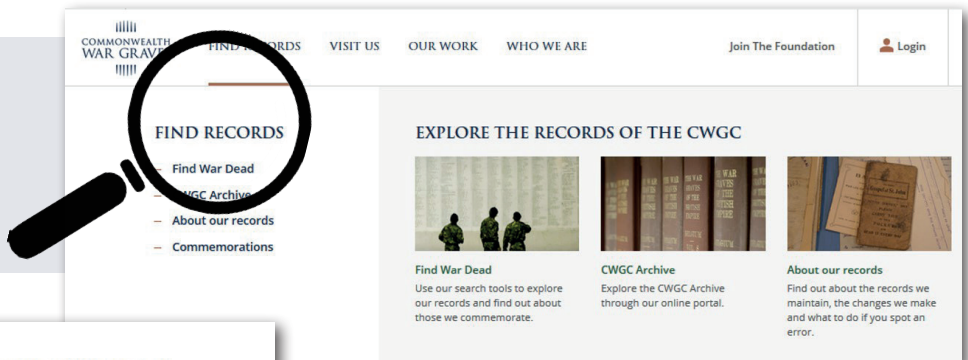 COMMONWEALTH
WAR GRAVES
FIND RECORDS
VISIT US
OUR WORK
WHO WE ARE
Join The Foundation
Login
FIND RECORDS
– Find War Dead
– CWGC Archive
– About our records
– Commemorations
EXPLORE THE RECORDS OF THE CWGC
Find War Dead
Use our search tools to explore
our records and find out about
those we commemorate.
CWGC Archive
Explore the CWGC Archive
through our online portal.
About our records
Find out about the records we
maintain, the changes we make
and what to do if you spot an
error.